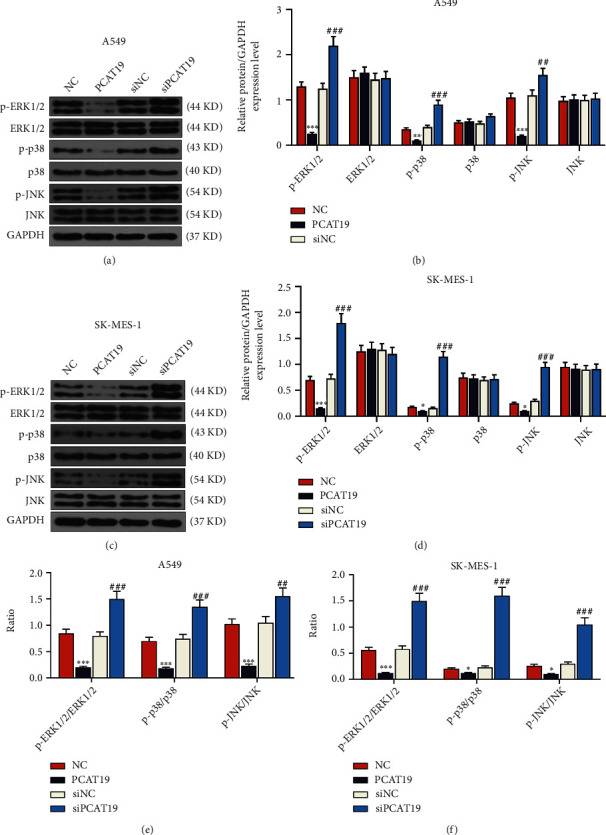 A549
NC PCAT19 siNC siPCAT19
p-ERK1/2 (44 KD)
ERK1/2 (44 KD)
p-p38 (43 KD)
p38 (40 KD)
p-JNK (54 KD)
JNK (54 KD)
GAPDH (37 KD)
(a)
A549
Relative protein/GAPDH
expression level
3
2
1
0
***
###
**
###
***
##
p-ERK1/2 ERK1/2 p-p38 p38 p-JNK JNK
NC
PCAT19
siNC
(b)
SK-MES-1
NC PCAT19 siNC siPCAT19
p-ERK1/2 (44 KD)
ERK1/2 (44 KD)
p-p38 (43 KD)
p38 (40 KD)
p-JNK (54 KD)
JNK (54 KD)
GAPDH (37 KD)
(c)
SK-MES-1
Relative protein/GAPDH
expression level
2.5
2.0
1.5
1.0
0.5
0.0
***
###
*
###
*
###
p-ERK1/2 ERK1/2 p-p38 p38 p-JNK JNK
NC
PCAT19
siNC
siPCAT19
(d)
A549
Ratio
2.0
1.5
1.0
0.5
0.0
***
###
***
###
***
##
p-ERK1/2/ERK1/2 p-p38/p38 p-JNK/JNK
NC
PCAT19
siNC
siPCAT19
(e)
SK-MES-1
Ratio
2.0
1.5
1.0
0.5
0.0
***
###
*
###
*
###
p-ERK1/2/ERK1/2 p-p38/p38 p-JNK/JNK
NC
PCAT19
siNC
siPCAT19
(f)